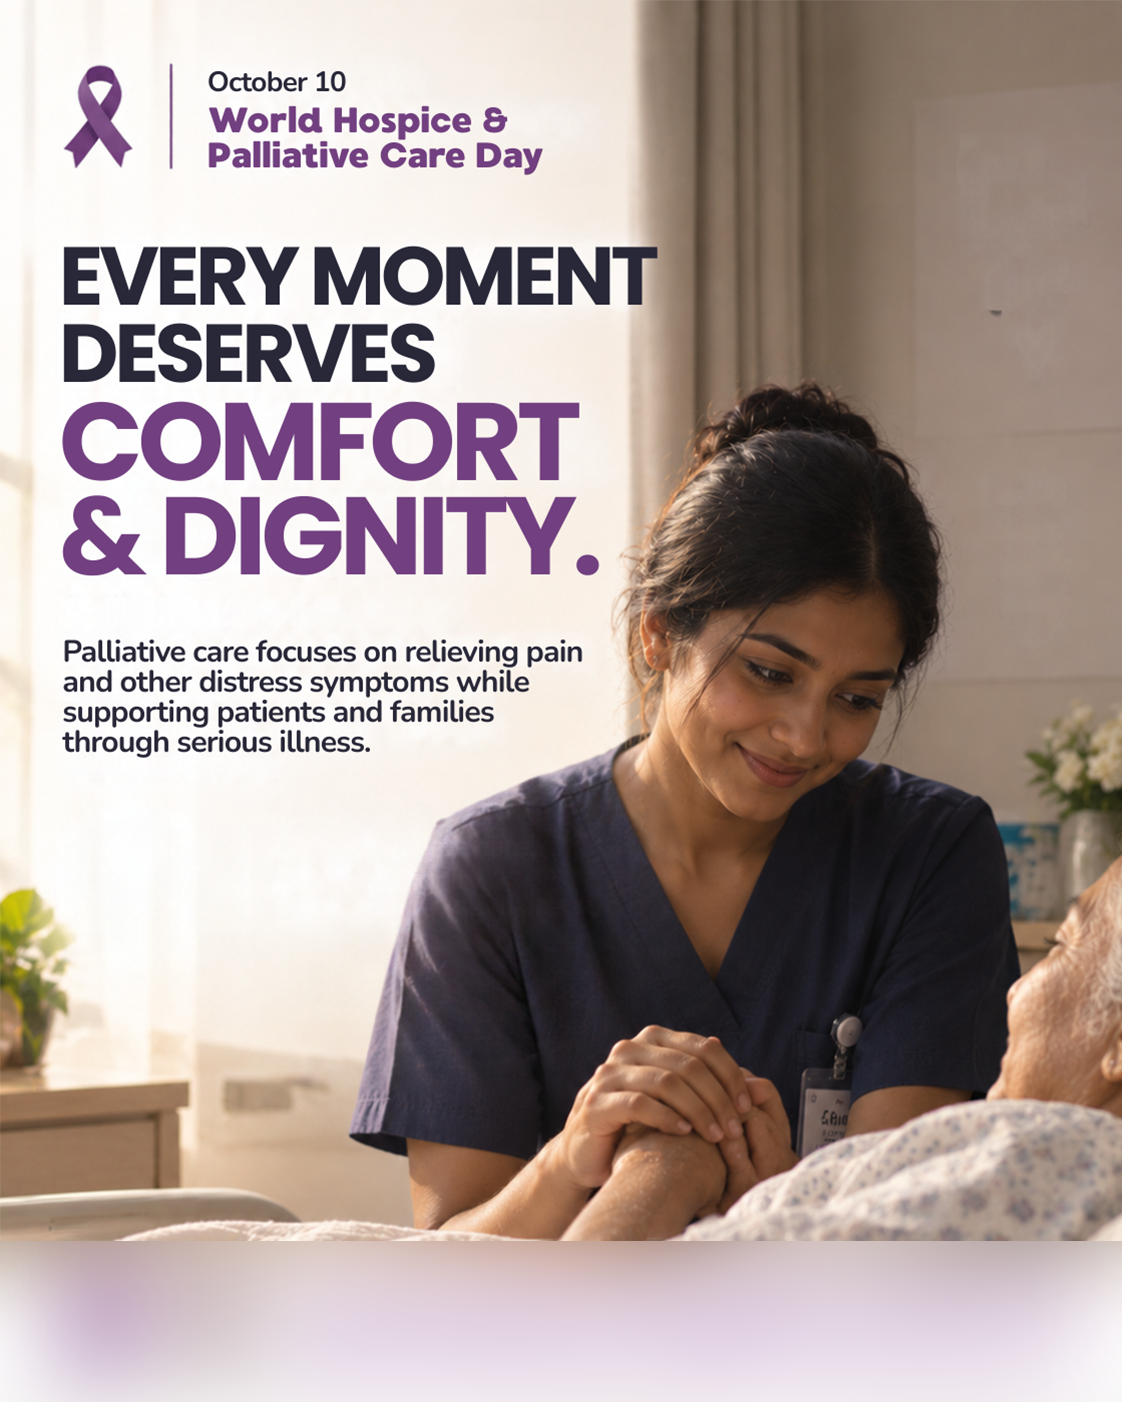 October 10
World Hospice &
Palliative Care Day
EVERY MOMENT
DESERVES
COMFORT
& DIGNITY.
Palliative care focuses on relieving pain
and other distress symptoms while
supporting patients and families
through serious illness.